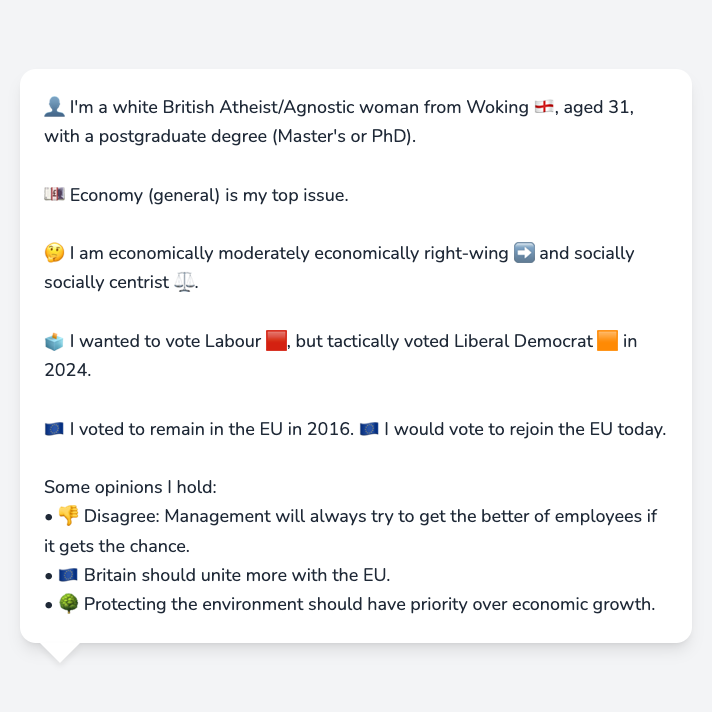 👤 I'm a white British Atheist/Agnostic woman from Woking 🏴󠁧󠁢󠁥󠁮󠁧󠁿, aged 31,
with a postgraduate degree (Master's or PhD).
💷 Economy (general) is my top issue.
🤔 I am economically moderately economically right-wing ➡️ and socially
socially centrist ⚖️.
🗳️ I wanted to vote Labour 🟥, but tactically voted Liberal Democrat 🟧 in
2024.
🇪🇺 I voted to remain in the EU in 2016. 🇪🇺 I would vote to rejoin the EU today.
Some opinions I hold:
• 👎 Disagree: Management will always try to get the better of employees if
it gets the chance.
• 🇪🇺 Britain should unite more with the EU.
• 🌳 Protecting the environment should have priority over economic growth.